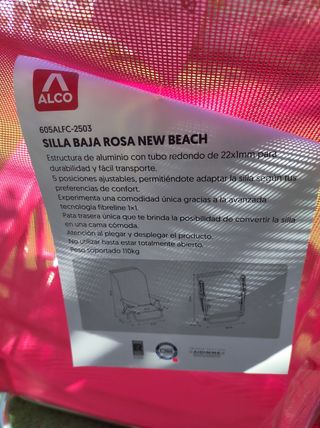 ALCO
605ALFC-2503
SILLA BAJA ROSA NEW BEACH
Estructura de aluminio con tubo redondo de 22x1mm para
durabilidad y fácil transporte.
5 posiciones ajustables, permitiéndote adaptar la silla según tus
preferencias de confort.
Experimenta una comodidad única gracias a la avanzada
tecnología fibreline 1x1.
Pata trasera única que te brinda la posibilidad de convertir la silla
en una cama cómoda.
Atención al plegar y desplegar el producto.
No utilizar hasta estar totalmente abierto.
Peso soportado 110kg